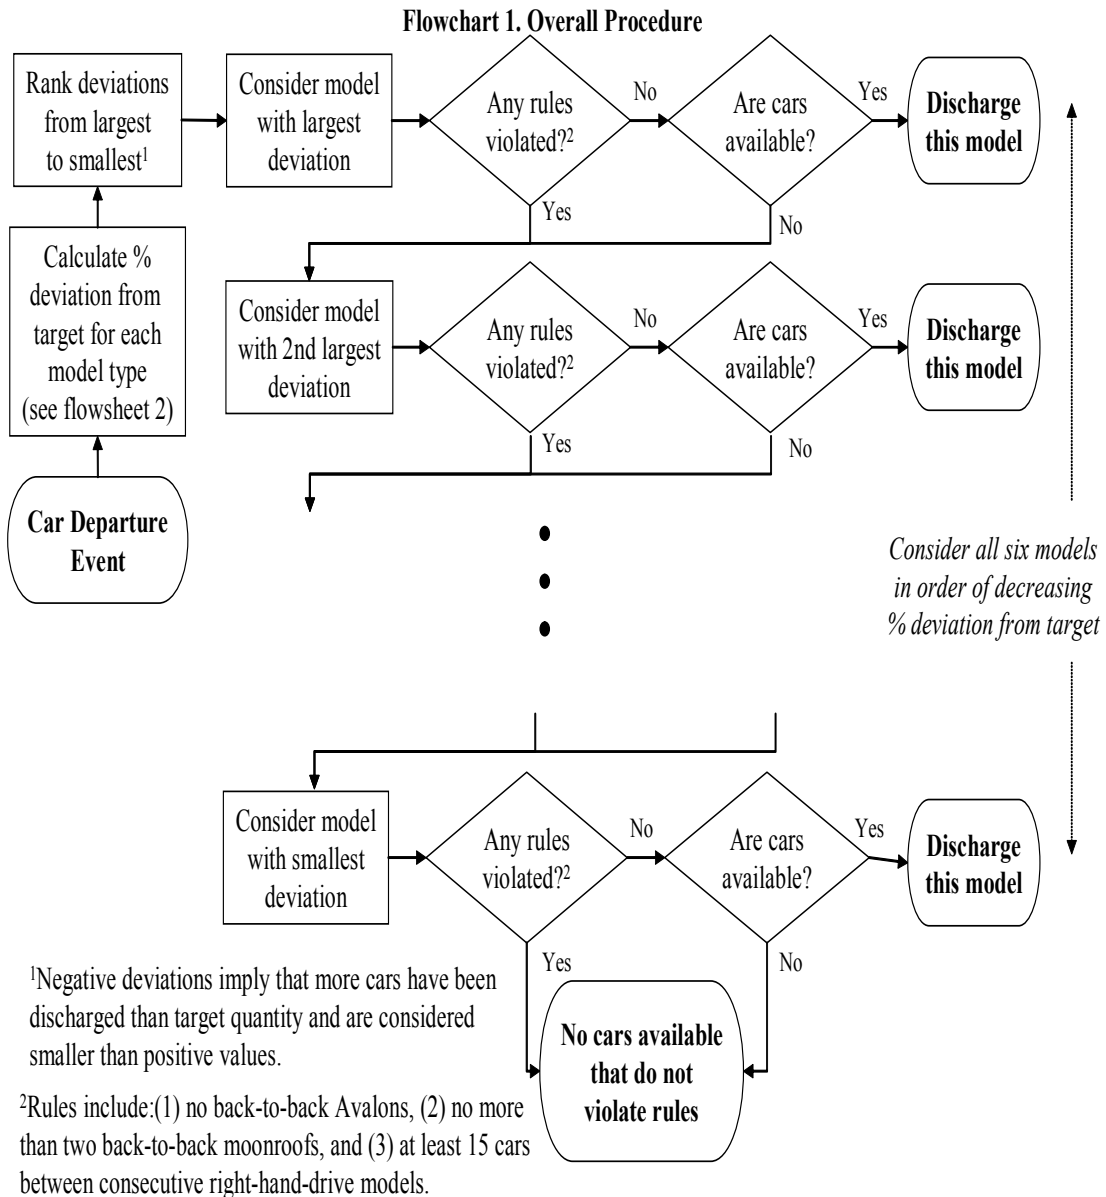 Flowchart 1. Overall Procedure
Rank deviations
from largest
to smallest¹
Consider model
with largest
deviation
Any rules
violated?²
No
Are cars
available?
Yes
Discharge
this model
Yes
No
Calculate %
deviation from
target for each
model type
(see flowsheet 2)
Consider model
with 2nd largest
deviation
Any rules
violated?²
No
Are cars
available?
Yes
Discharge
this model
Yes
No
Car Departure
Event
Consider all six models
in order of decreasing
% deviation from target
Consider model
with smallest
deviation
Any rules
violated?²
No
Are cars
available?
Yes
Discharge
this model
Yes
No
No cars available
that do not
violate rules
¹Negative deviations imply that more cars have been
discharged than target quantity and are considered
smaller than positive values.
²Rules include:(1) no back-to-back Avalons, (2) no more
than two back-to-back moonroofs, and (3) at least 15 cars
between consecutive right-hand-drive models.